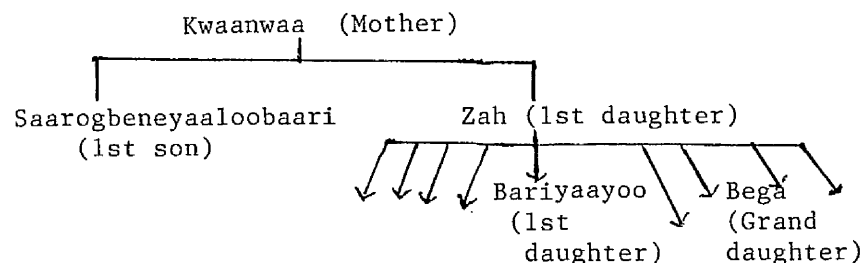 Kwaanwaa (Mother)
Saarogbeneyaaloobaari
(1st son)
Zah (1st daughter)
Bariyaayoo
(1st
daughter)
Bega
(Grand
daughter)